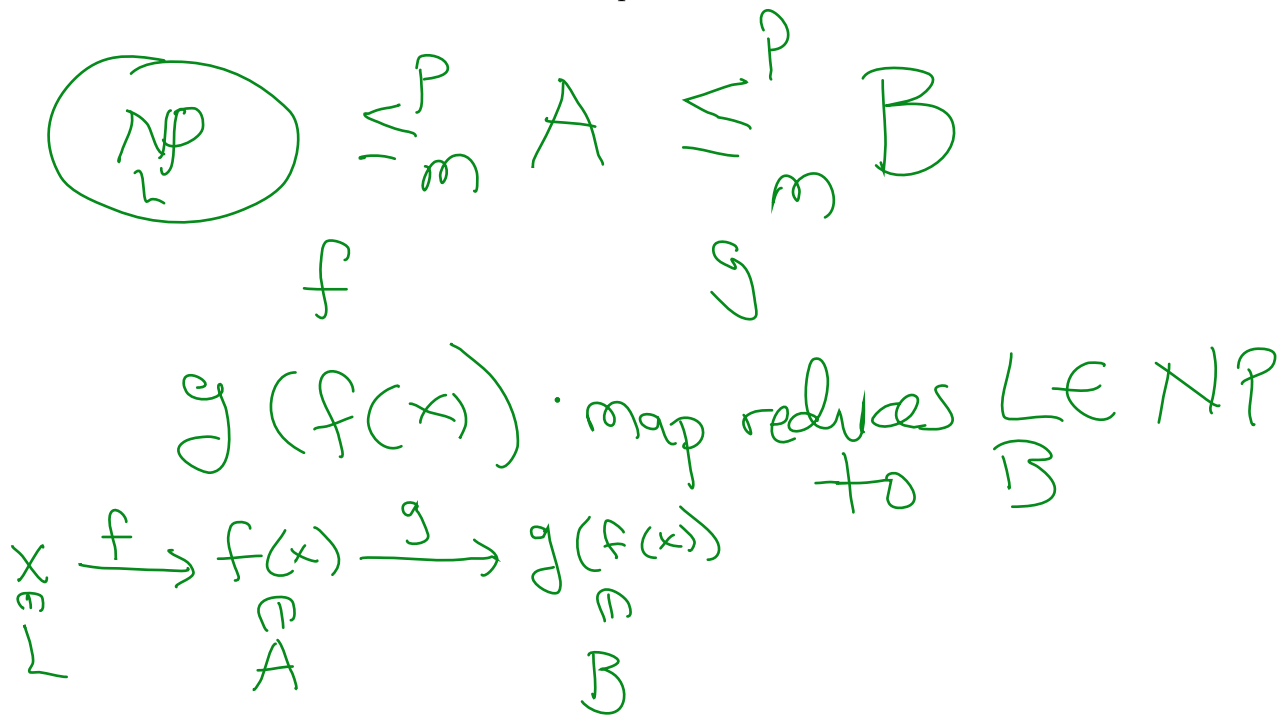 NP ≤ᴾₘ A ≤ᴾₘ B
L
f g
g(f(x)) · map reduces L ∈ NP
to B
x →f f(x) →g g(f(x))
∈ ∈ ∈
L A B